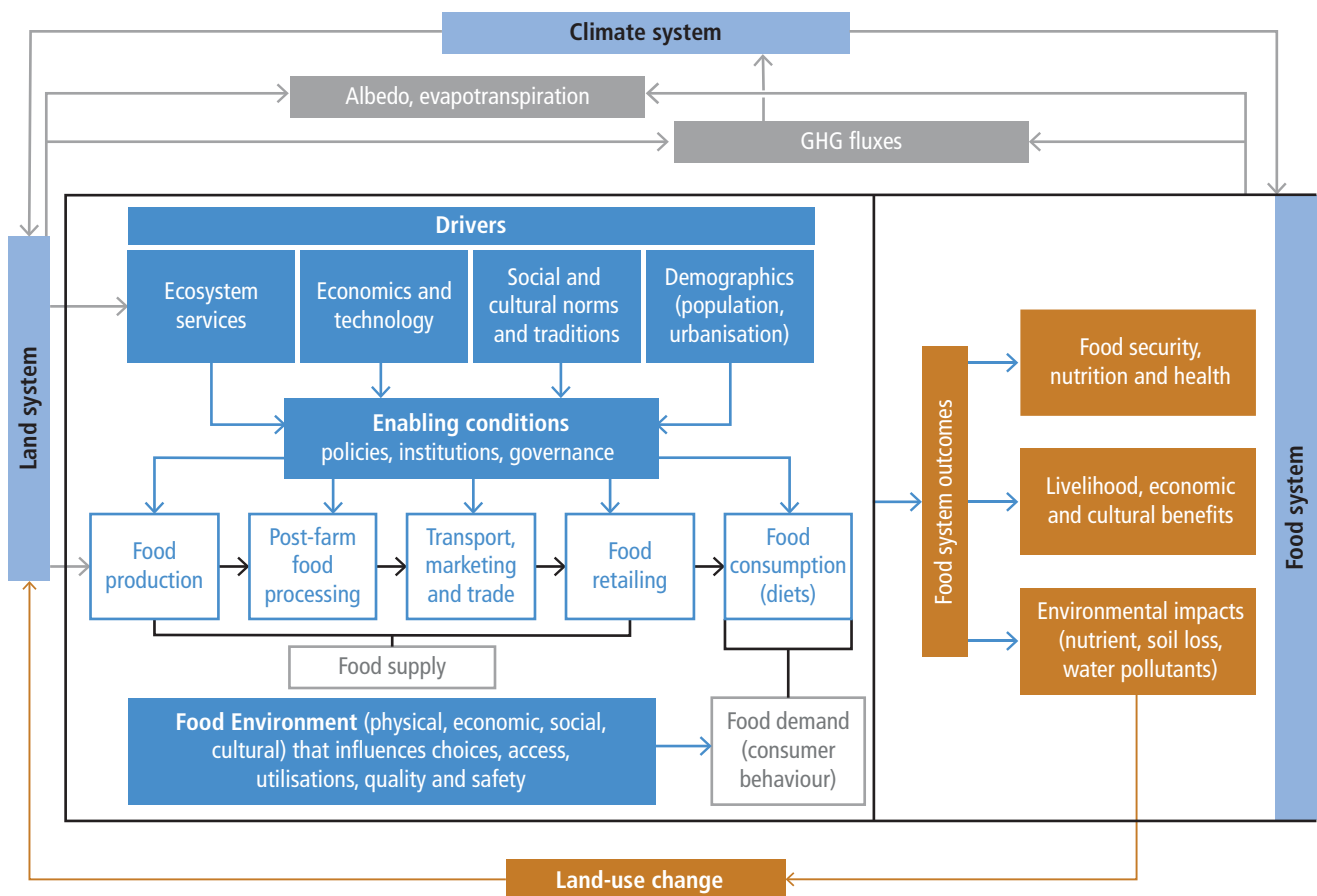 Climate system
Albedo, evapotranspiration
GHG fluxes
Land system
Drivers
Ecosystem
services
Economics and
technology
Social and
cultural norms
and traditions
Demographics
(population,
urbanisation)
Enabling conditions
policies, institutions, governance
Food
production
Post-farm
food
processing
Transport,
marketing
and trade
Food
retailing
Food
consumption
(diets)
Food supply
Food Environment (physical, economic, social,
cultural) that influences choices, access,
utilisations, quality and safety
Food demand
(consumer
behaviour)
Food system outcomes
Food security,
nutrition and health
Livelihood, economic
and cultural benefits
Environmental impacts
(nutrient, soil loss,
water pollutants)
Food system
Land-use change